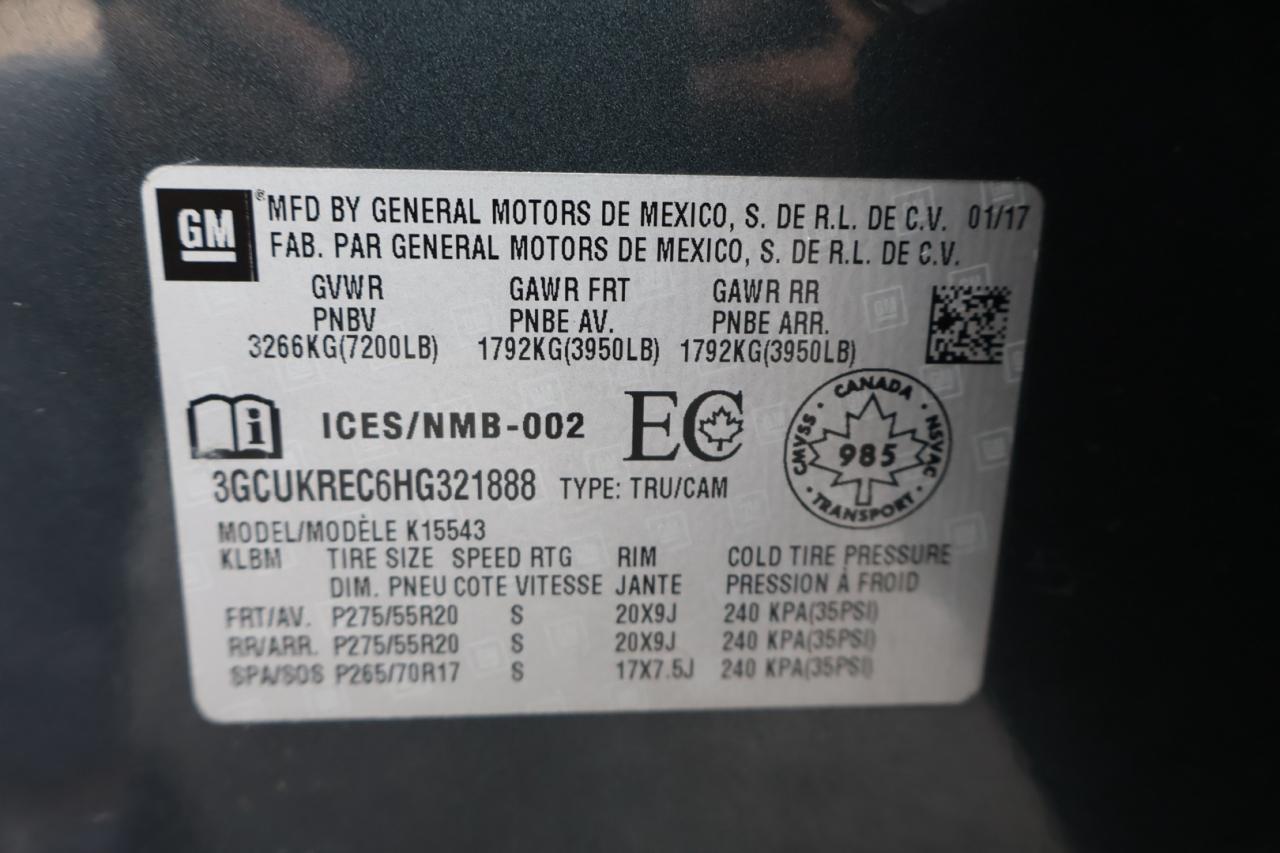 GM ®MFD BY GENERAL MOTORS DE MEXICO, S. DE R.L. DE C.V. 01/17
FAB. PAR GENERAL MOTORS DE MEXICO, S. DE R.L. DE C.V.
GVWR GAWR FRT GAWR RR
PNBV PNBE AV. PNBE ARR.
3266KG(7200LB) 1792KG(3950LB) 1792KG(3950LB)
i ICES/NMB-002 EC
CANADA
CMVSS 985 NSVAC
TRANSPORT
3GCUKREC6HG321888 TYPE: TRU/CAM
MODEL/MODÈLE K15543
KLBM TIRE SIZE SPEED RTG RIM COLD TIRE PRESSURE
DIM. PNEU COTE VITESSE JANTE PRESSION À FROID
FRT/AV. P275/55R20 S 20X9J 240 KPA(35PSI)
RR/ARR. P275/55R20 S 20X9J 240 KPA(35PSI)
SPA/SOS P265/70R17 S 17X7.5J 240 KPA(35PSI)